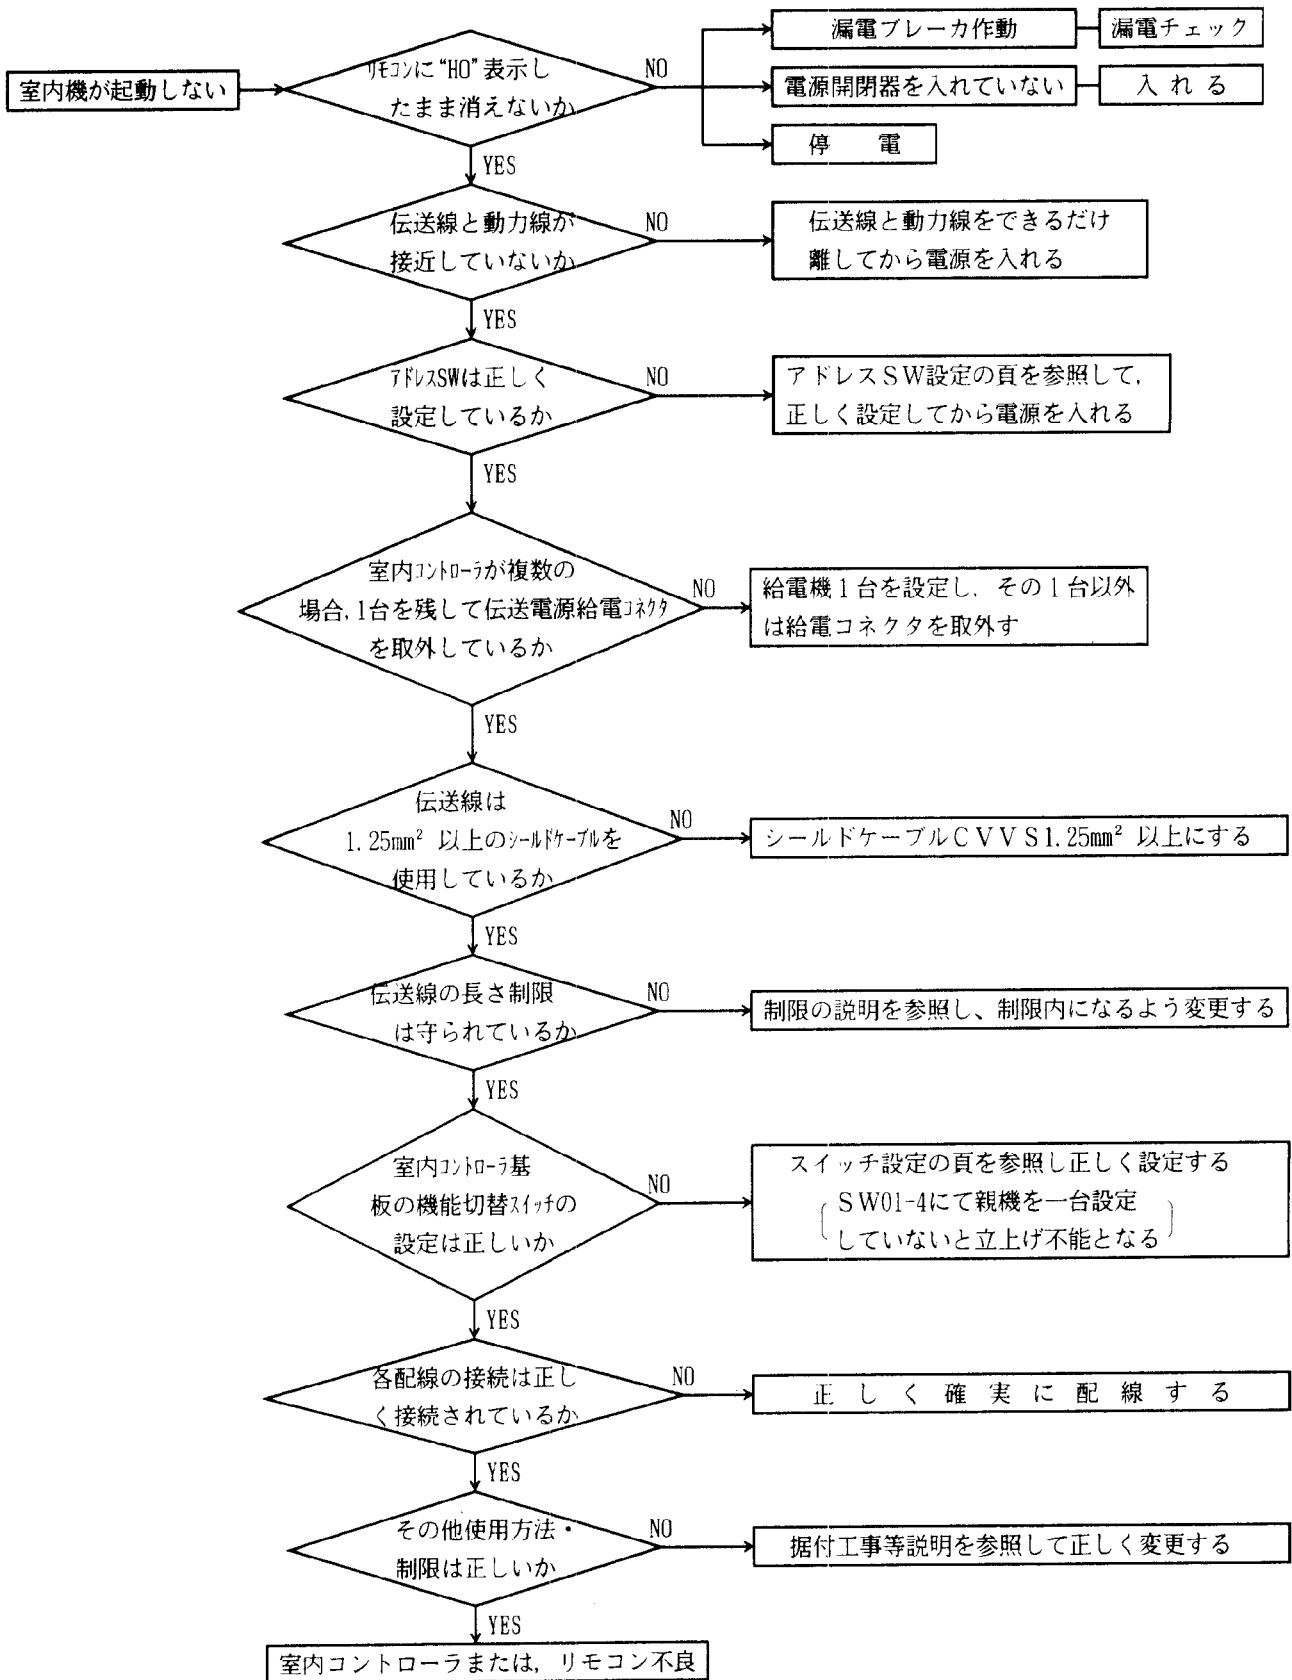 室内機が起動しない
リモコンに“HO”表示し
たまま消えないか
NO
漏電ブレーカ作動
漏電チェック
電源開閉器を入れていない
入れる
停 電
YES
伝送線と動力線が
接近していないか
NO
伝送線と動力線をできるだけ
離してから電源を入れる
YES
アドレスSWは正しく
設定しているか
NO
アドレスSW設定の頁を参照して,
正しく設定してから電源を入れる
YES
室内コントローラが複数の
場合,1台を残して伝送電源給電コネクタ
を取外しているか
NO
給電機1台を設定し, その1台以外
は給電コネクタを取外す
YES
伝送線は
1.25mm² 以上のシールドケーブルを
使用しているか
NO
シールドケーブルCVVS1.25mm² 以上にする
YES
伝送線の長さ制限
は守られているか
NO
制限の説明を参照し、制限内になるよう変更する
YES
室内コントローラ基
板の機能切替スイッチの
設定は正しいか
NO
スイッチ設定の頁を参照し正しく設定する
SW01-4にて親機を一台設定
していないと立上げ不能となる
YES
各配線の接続は正し
く接続されているか
NO
正しく確実に配線する
YES
その他使用方法・
制限は正しいか
NO
据付工事等説明を参照して正しく変更する
YES
室内コントローラまたは, リモコン不良